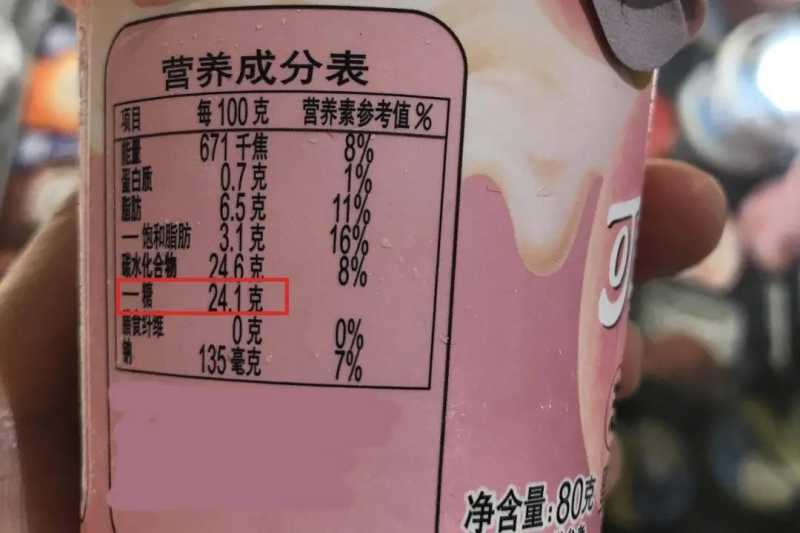 营养成分表
项目 每100克 营养素参考值%
能量 671千焦 8%
蛋白质 0.7克 1%
脂肪 6.5克 11%
—饱和脂肪 3.1克 16%
碳水化合物 24.6克 8%
—糖 24.1克
膳食纤维 0克 0%
钠 135毫克 7%
可
净含量:80克